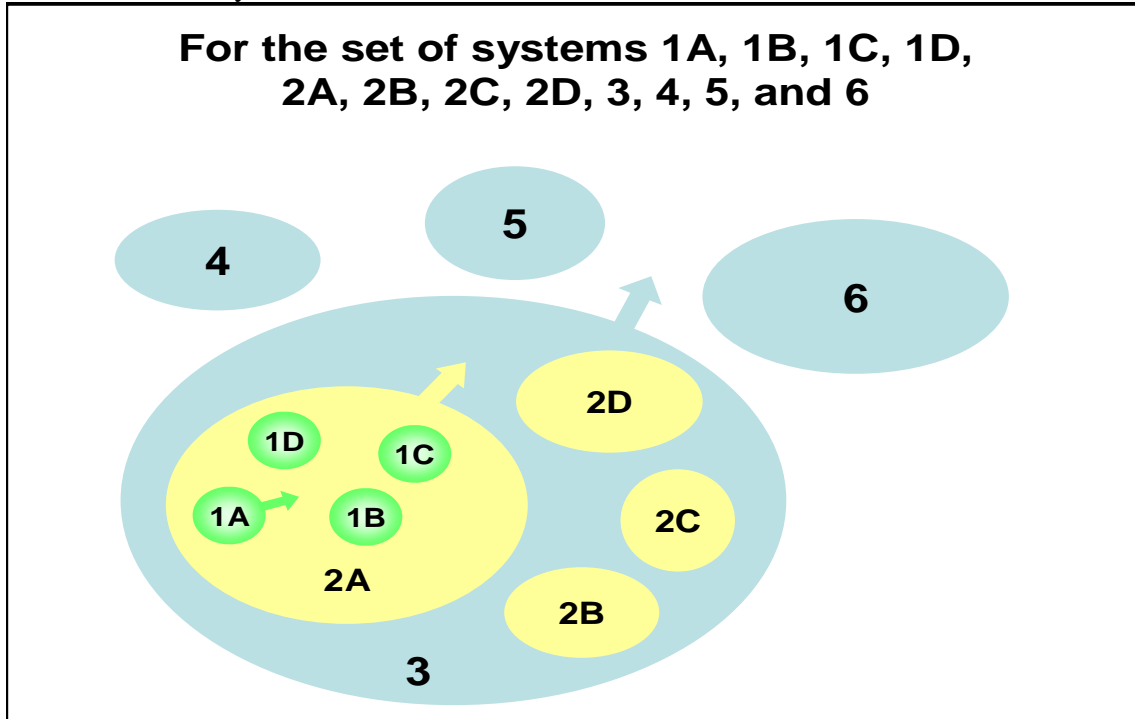 For the set of systems 1A, 1B, 1C, 1D,
2A, 2B, 2C, 2D, 3, 4, 5, and 6
5
4
6
2D
1D
1C
1A
1B
2C
2A
2B
3